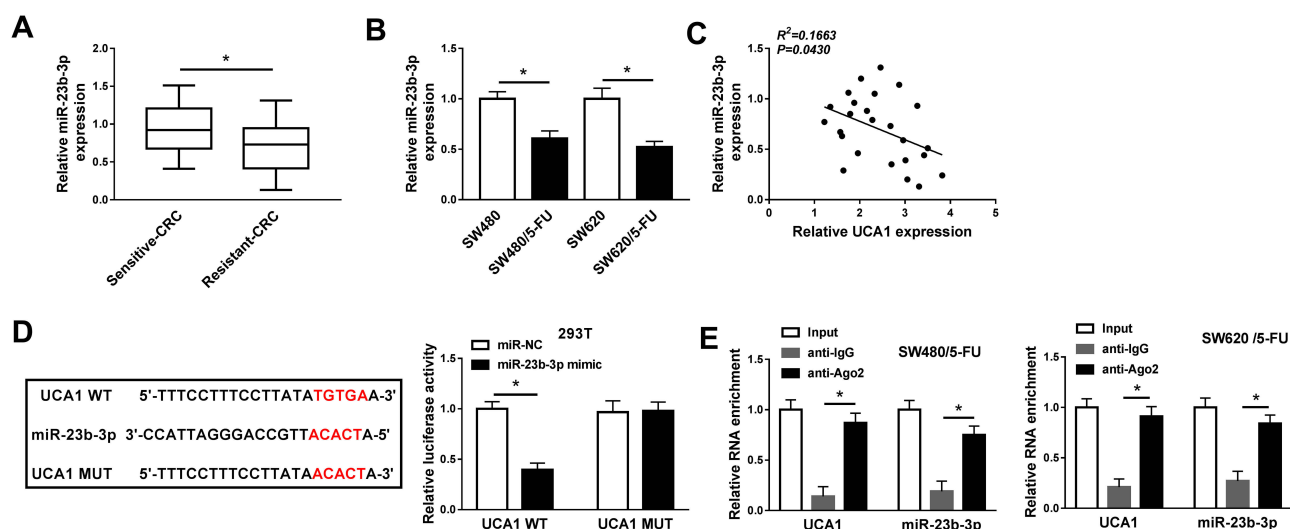 A
Relative miR-23b-3p
expression
2.0
1.5
1.0
0.5
0.0
*
Sensitive-CRC
Resistant-CRC
B
Relative miR-23b-3p
expression
1.5
1.0
0.5
0.0
*
*
SW480
SW480/5-FU
SW620
SW620/5-FU
C
R²=0.1663
P=0.0430
Relative miR-23b-3p
expression
1.5
1.0
0.5
0.0
0 1 2 3 4 5
Relative UCA1 expression
D
UCA1 WT 5'-TTTCCTTTCCTTATATGTGAA-3'
miR-23b-3p 3'-CCATTAGGGACCGTTACACTA-5'
UCA1 MUT 5'-TTTCCTTTCCTTATAACACTA-3'
293T
miR-NC
miR-23b-3p mimic
Relative luciferase activity
1.5
1.0
0.5
0.0
*
UCA1 WT
UCA1 MUT
E
Input
anti-IgG
anti-Ago2
SW480/5-FU
Relative RNA enrichment
1.5
1.0
0.5
0.0
*
*
UCA1
miR-23b-3p
Input
anti-IgG
anti-Ago2
SW620 /5-FU
Relative RNA enrichment
1.5
1.0
0.5
0.0
*
*
UCA1
miR-23b-3p